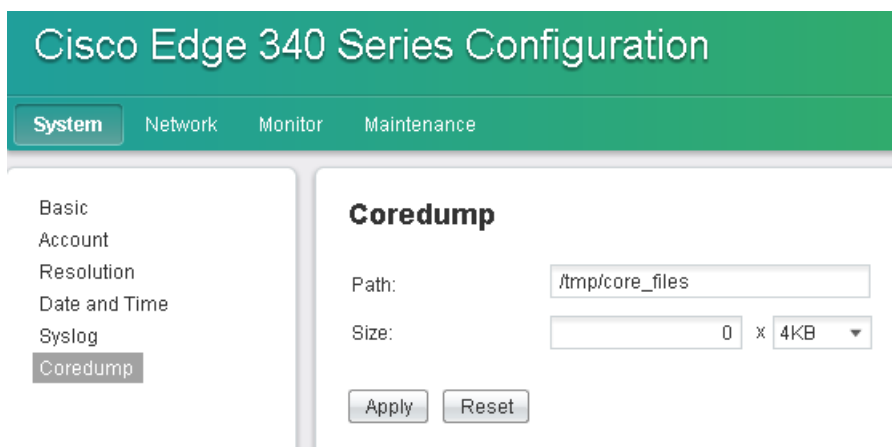 Cisco Edge 340 Series Configuration
System Network Monitor Maintenance
Basic
Account
Resolution
Date and Time
Syslog
Coredump
Coredump
Path: /tmp/core_files
Size: 0 x 4KB
Apply Reset